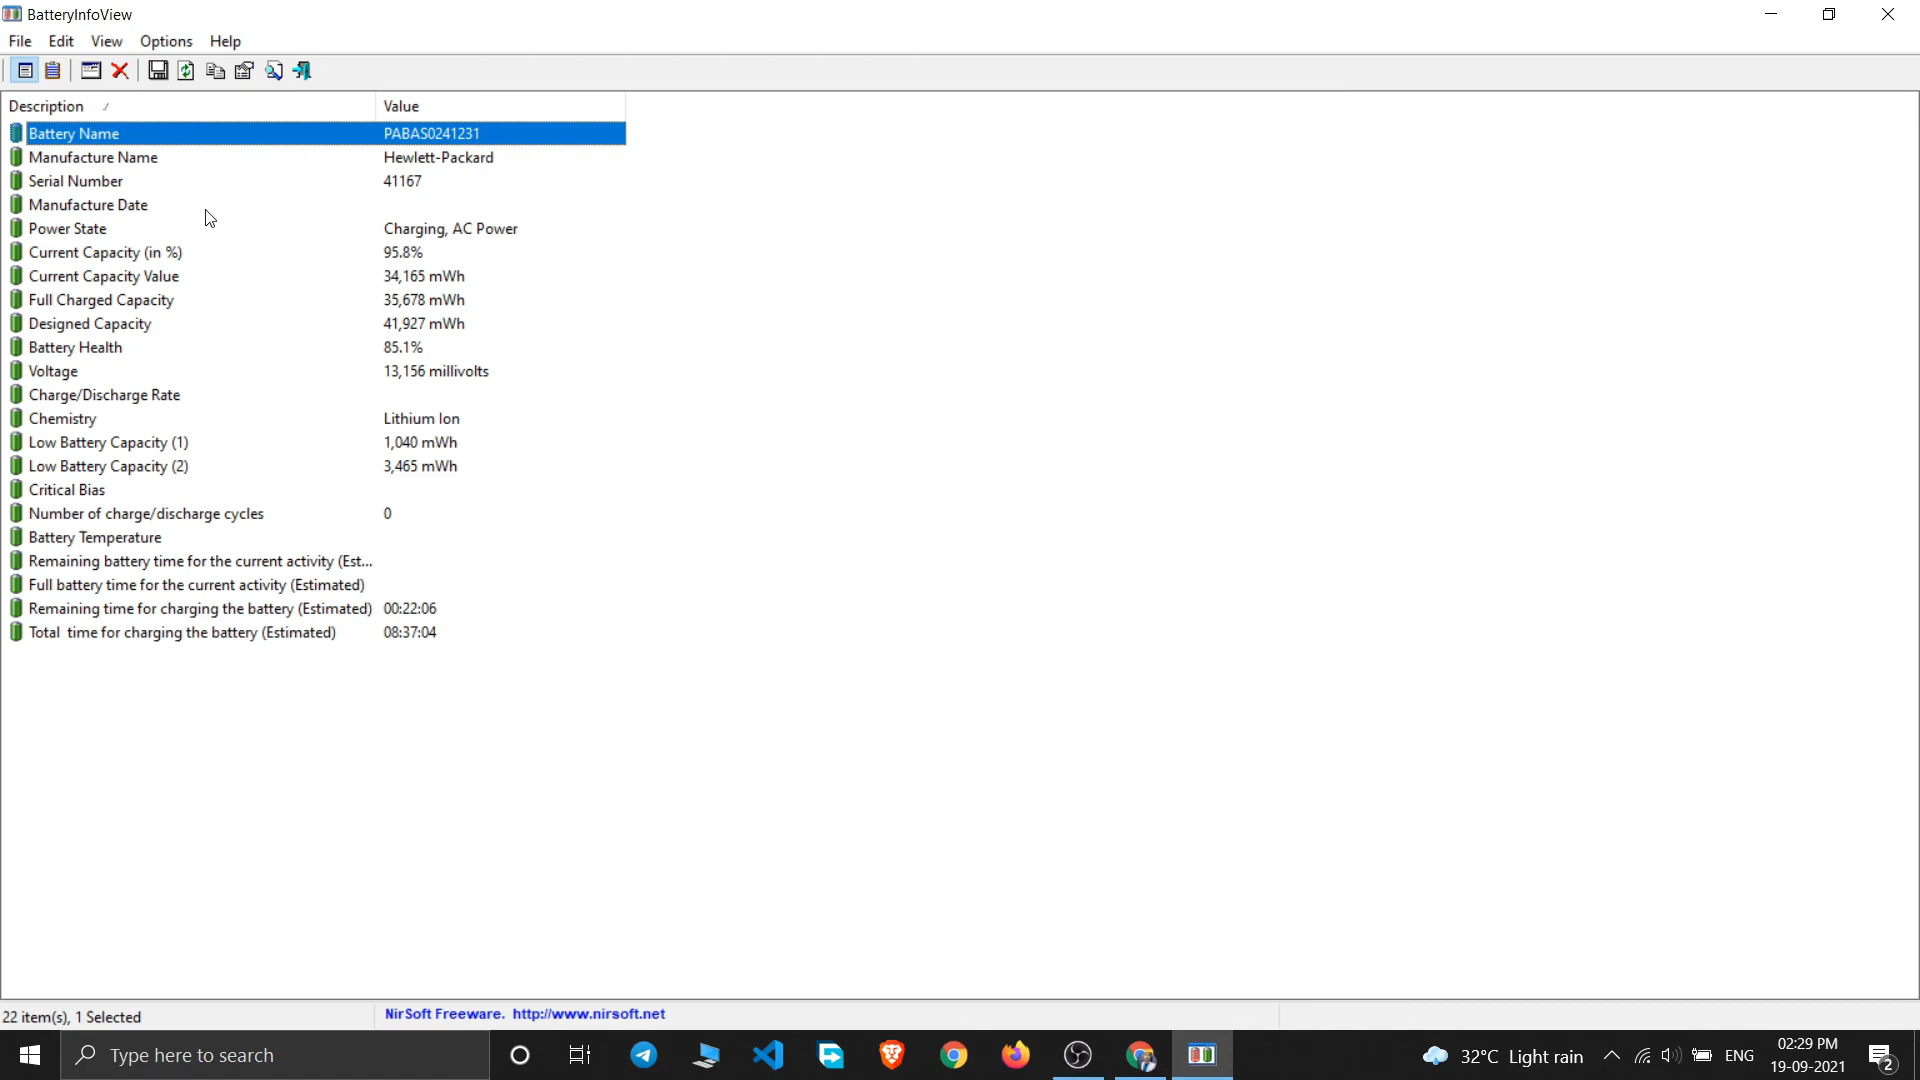 BatteryInfoView
File Edit View Options Help
Description Value
Battery Name PABAS0241231
Manufacture Name Hewlett-Packard
Serial Number 41167
Manufacture Date
Power State Charging, AC Power
Current Capacity (in %) 95.8%
Current Capacity Value 34,165 mWh
Full Charged Capacity 35,678 mWh
Designed Capacity 41,927 mWh
Battery Health 85.1%
Voltage 13,156 millivolts
Charge/Discharge Rate
Chemistry Lithium Ion
Low Battery Capacity (1) 1,040 mWh
Low Battery Capacity (2) 3,465 mWh
Critical Bias
Number of charge/discharge cycles 0
Battery Temperature
Remaining battery time for the current activity (Est...
Full battery time for the current activity (Estimated)
Remaining time for charging the battery (Estimated) 00:22:06
Total  time for charging the battery (Estimated) 08:37:04
22 item(s), 1 Selected NirSoft Freeware. http://www.nirsoft.net
Type here to search 32°C Light rain ENG 02:29 PM
19-09-2021 2